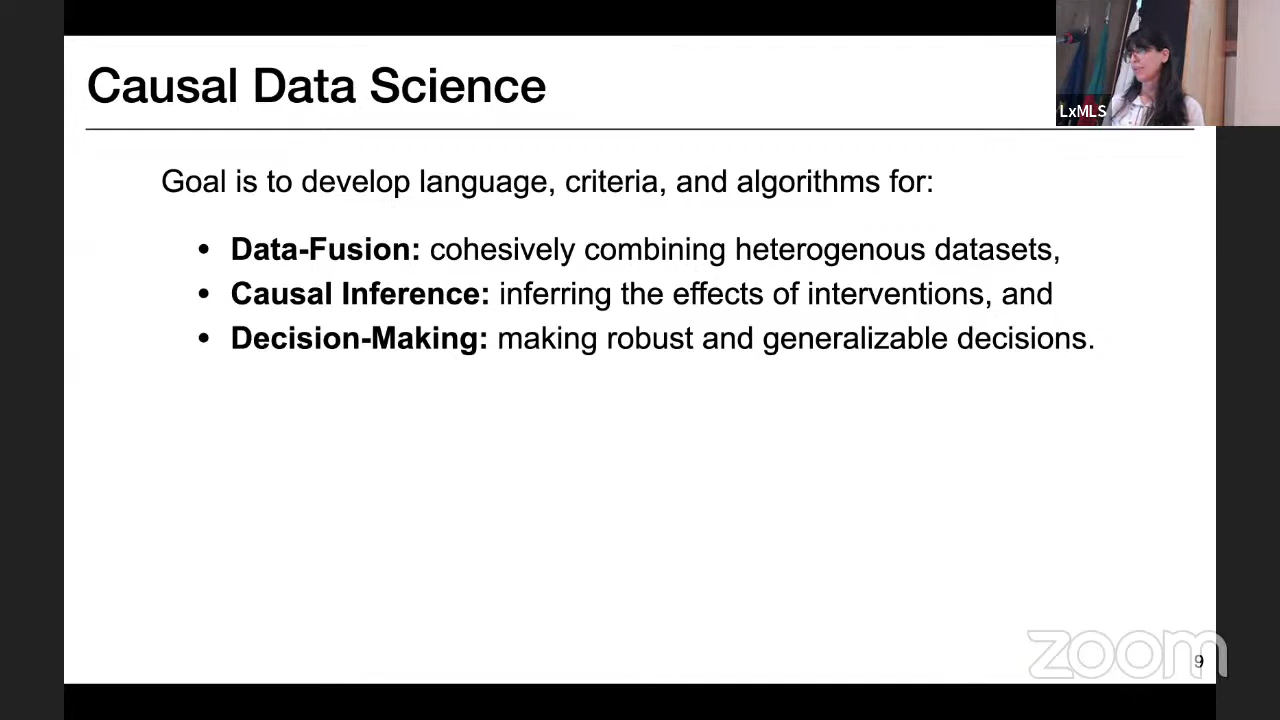 Causal Data Science
LxMLS
Goal is to develop language, criteria, and algorithms for:
• Data-Fusion: cohesively combining heterogenous datasets,
• Causal Inference: inferring the effects of interventions, and
• Decision-Making: making robust and generalizable decisions.
zoom
9